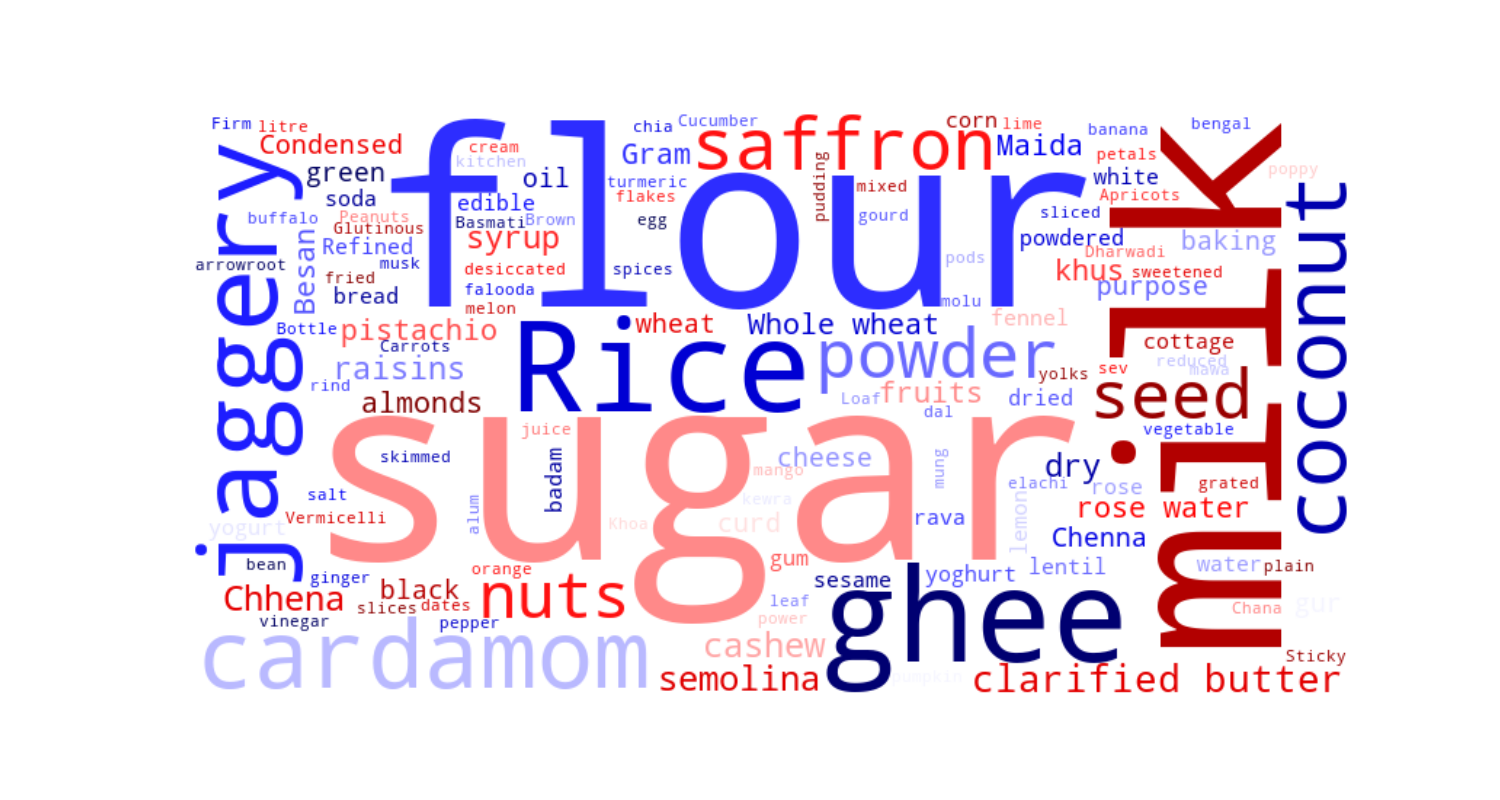 Firm
litre
Condensed
cream
kitchen
chia
Cucumber
saffron
corn
lime
Maida
banana
bengal
petals
poppy
green
oil
Gram
turmeric
flakes
pudding
mixed
white
Apricots
soda
edible
buffalo
Peanuts
Glutinous
Basmati
Brown
egg
gourd
sliced
powdered
baking
Refined
syrup
Dharwadi
arrowroot
Besan
musk
desiccated
spices
pods
khus
sweetened
purpose
fried
bread
falooda
melon
molu
flour
milk
coconut
jaggery
Bottle
pistachio
wheat
Whole wheat
fennel
Carrots
Rice
powder
cottage
reduced
mawa
raisins
rind
yolks
sev
seed
almonds
Loaf
fruits
dried
dal
vegetable
juice
sugar
skimmed
badam
cheese
mango
mung
dry
elachi
rose
grated
salt
alum
kewra
lemon
rose water
Vermicelli
yogurt
Khoa
curd
rava
Chenna
bean
ginger
orange
gum
sesame
yoghurt
lentil
water
plain
Chhena
black
slices
dates
nuts
leaf
power
ghee
Chana
gur
vinegar
pepper
cardamom
cashew
Sticky
semolina
pumpkin
clarified butter